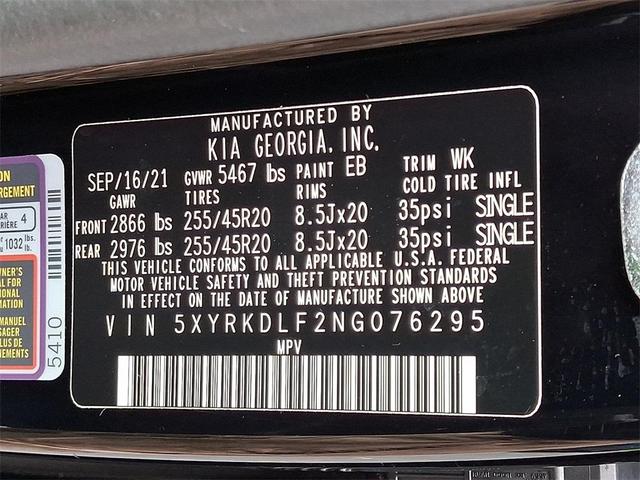 MANUFACTURED BY
KIA GEORGIA, INC.
SEP/16/21 GVWR 5467 lbs PAINT EB TRIM WK
GAWR TIRES RIMS COLD TIRE INFL
FRONT 2866 lbs 255/45R20 8.5Jx20 35psi SINGLE
REAR 2976 lbs 255/45R20 8.5Jx20 35psi SINGLE
THIS VEHICLE CONFORMS TO ALL APPLICABLE U.S.A. FEDERAL
MOTOR VEHICLE SAFETY AND THEFT PREVENTION STANDARDS
IN EFFECT ON THE DATE OF MANUFACTURE SHOWN ABOVE
VIN 5XYRKDLF2NG076295
MPV
4
1032 lbs.
5410